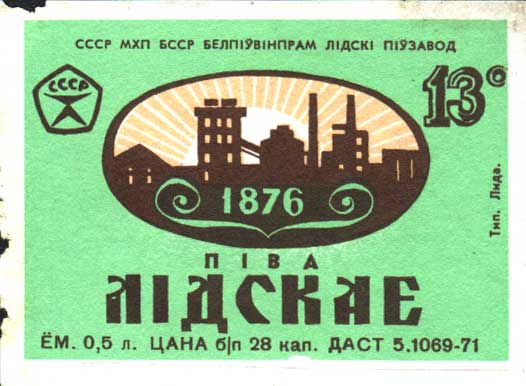 СССР МХП БССР БЕЛПІЎВІНПРАМ ЛІДСКІ ПІЎЗАВОД
СССР
13°
1876
Тип. Лида.
ПІВА
ЛІДСКАЕ
ЁМ. 0,5 л. ЦАНА б/п 28 кап. ДАСТ 5.1069-71